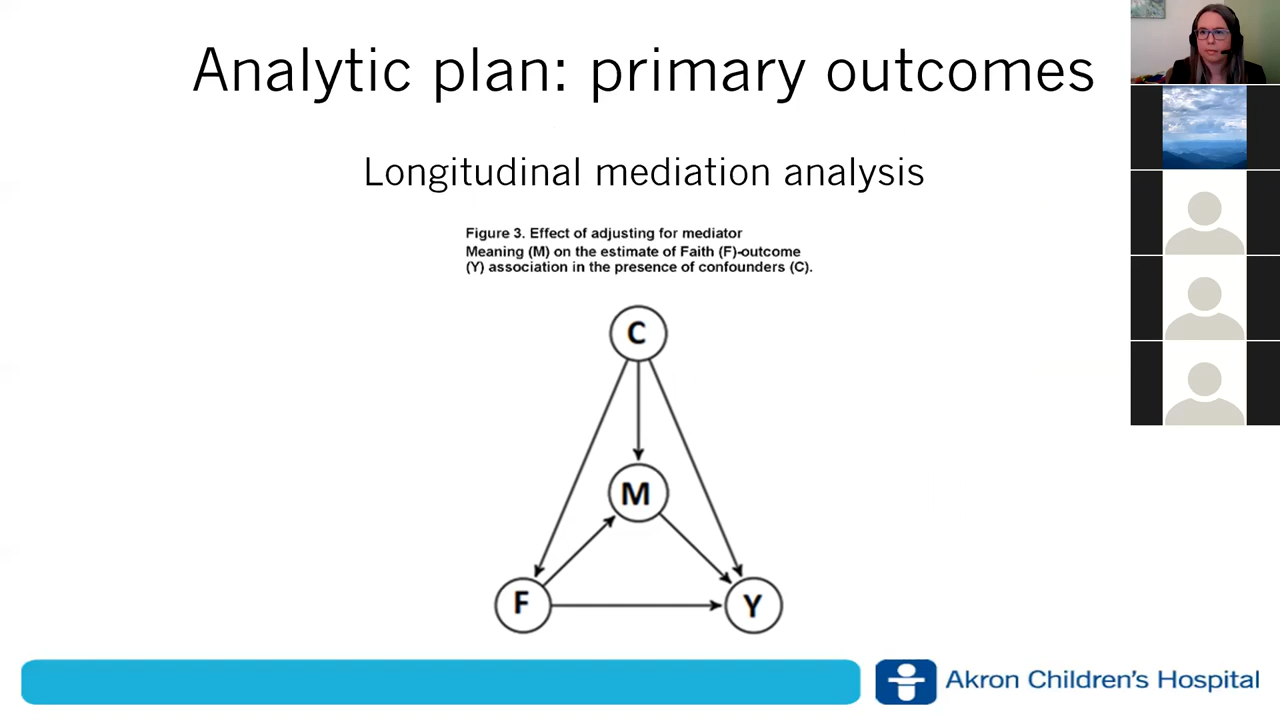 Analytic plan: primary outcomes
Longitudinal mediation analysis
Figure 3. Effect of adjusting for mediator
Meaning (M) on the estimate of Faith (F)-outcome
(Y) association in the presence of confounders (C).
C
M
F
Y
Akron Children's Hospital